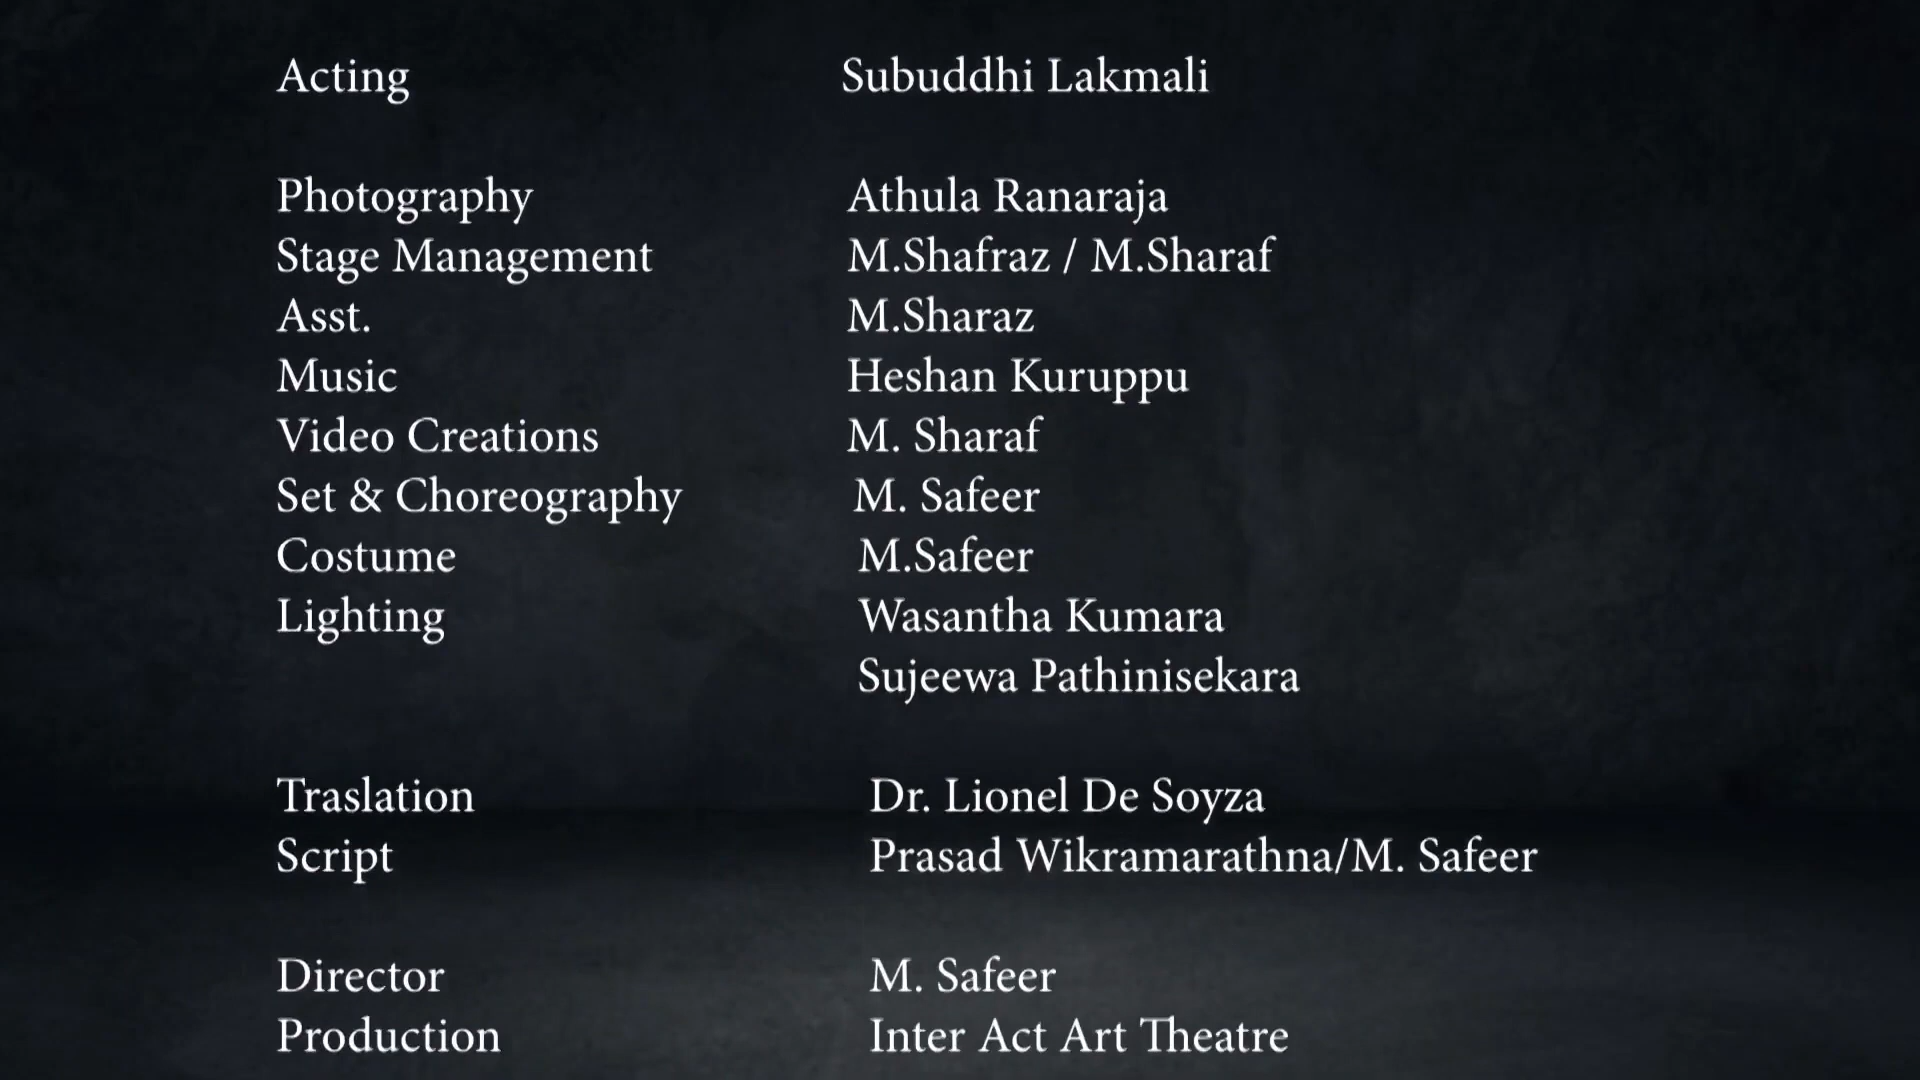 Acting Subuddhi Lakmali
Photography Athula Ranaraja
Stage Management M.Shafraz / M.Sharaf
Asst. M.Sharaz
Music Heshan Kuruppu
Video Creations M. Sharaf
Set & Choreography M. Safeer
Costume M.Safeer
Lighting Wasantha Kumara
Sujeewa Pathinisekara
Traslation Dr. Lionel De Soyza
Script Prasad Wikramarathna/M. Safeer
Director M. Safeer
Production Inter Act Art Theatre